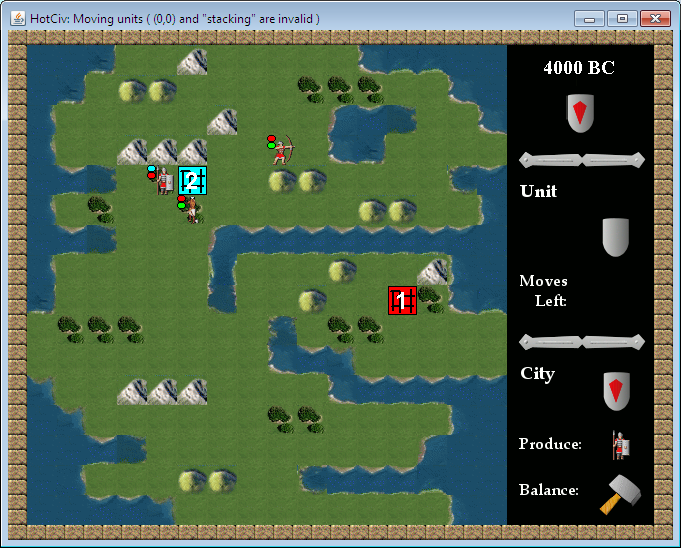 HotCiv: Moving units ( (0,0) and "stacking" are invalid )
4000 BC
Unit
2
Moves
Left:
1
City
Produce:
Balance: